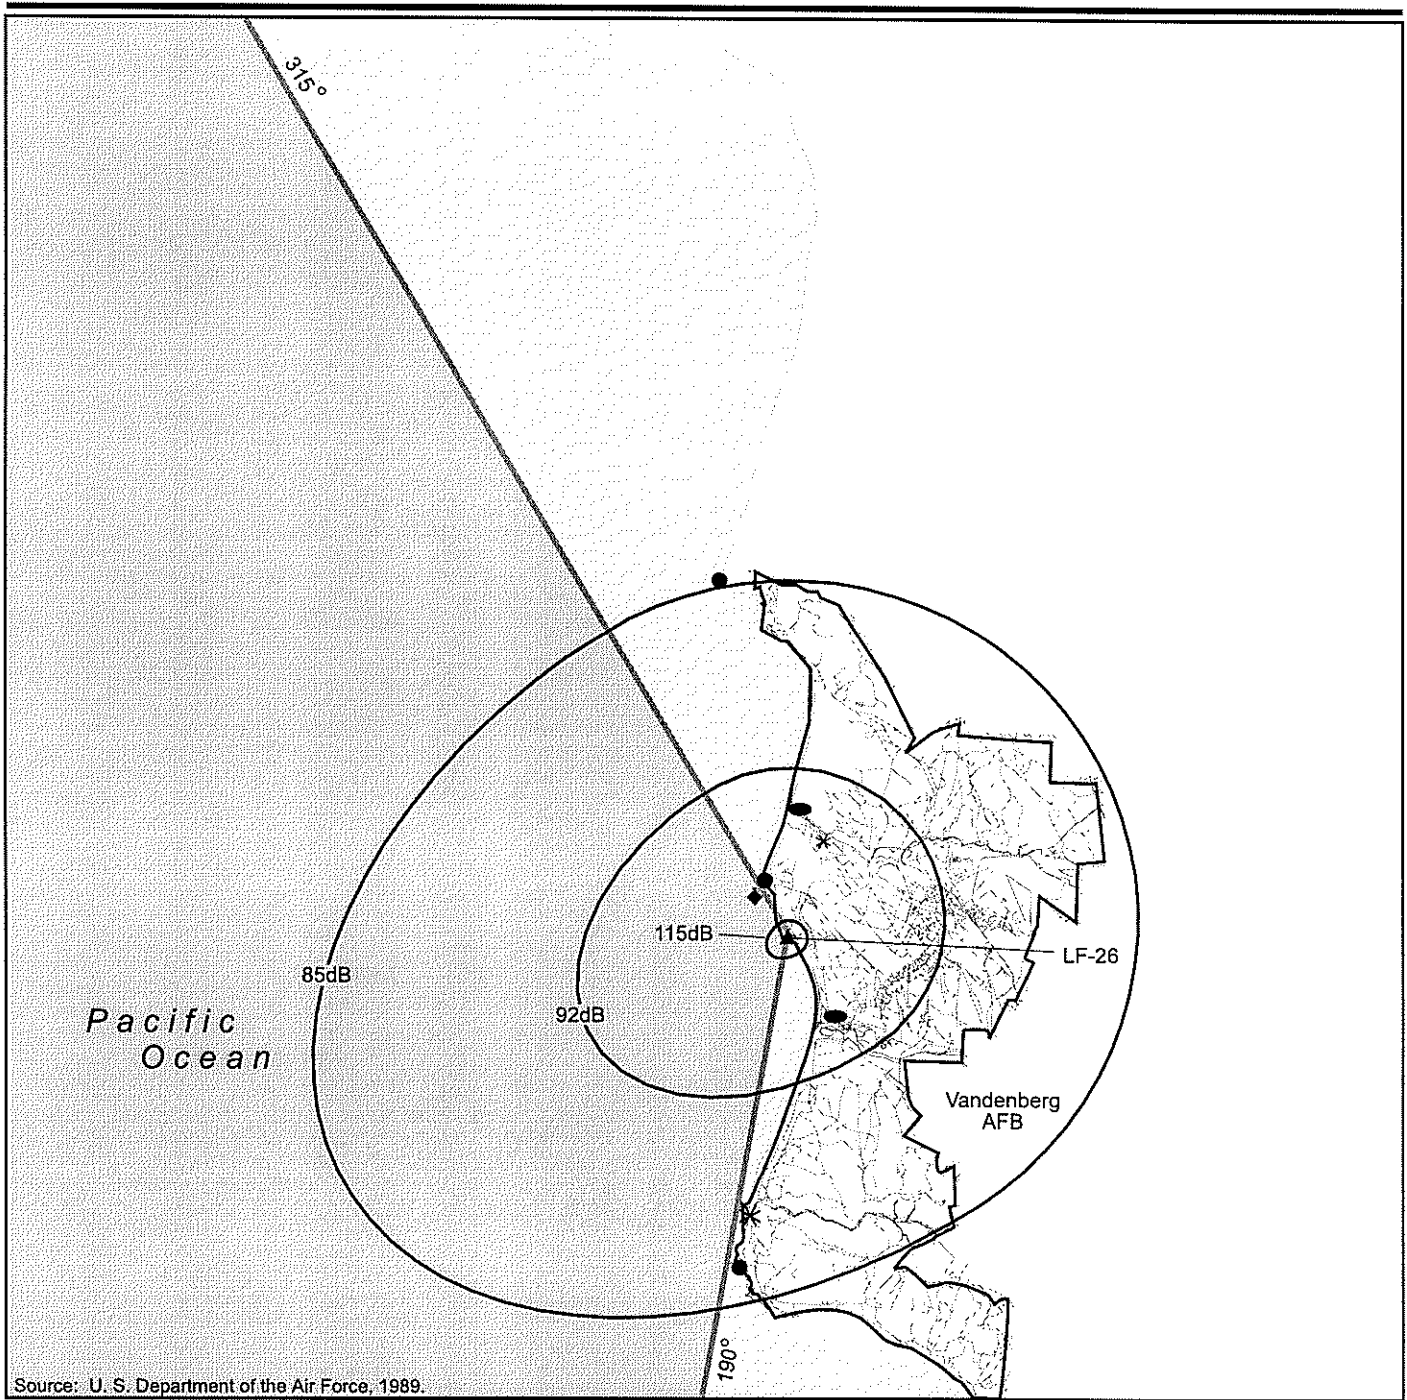 315°
115dB
LF-26
85dB
92dB
Pacific
Ocean
Vandenberg
AFB
190°
Source: U. S. Department of the Air Force, 1989.